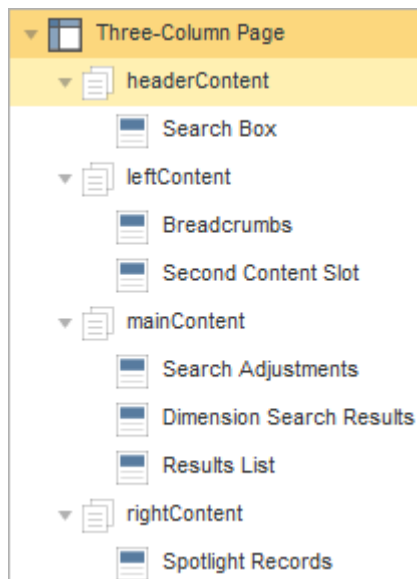 Three-Column Page
headerContent
Search Box
leftContent
Breadcrumbs
Second Content Slot
mainContent
Search Adjustments
Dimension Search Results
Results List
rightContent
Spotlight Records